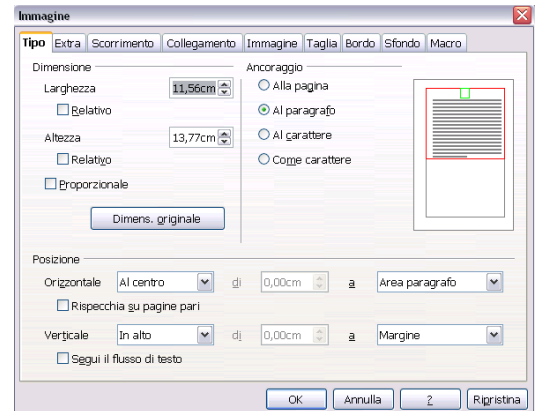 Immagine
Tipo Extra Scorrimento Collegamento Immagine Taglia Bordo Sfondo Macro
Dimensione
Larghezza 11,56cm
Relativo
Altezza 13,77cm
Relativo
Proporzionale
Dimens. originale
Ancoraggio
Alla pagina
Al paragrafo
Al carattere
Come carattere
Posizione
Orizzontale Al centro di 0,00cm a Area paragrafo
Rispecchia su pagine pari
Verticale In alto di 0,00cm a Margine
Segui il flusso di testo
OK Annulla ? Ripristina